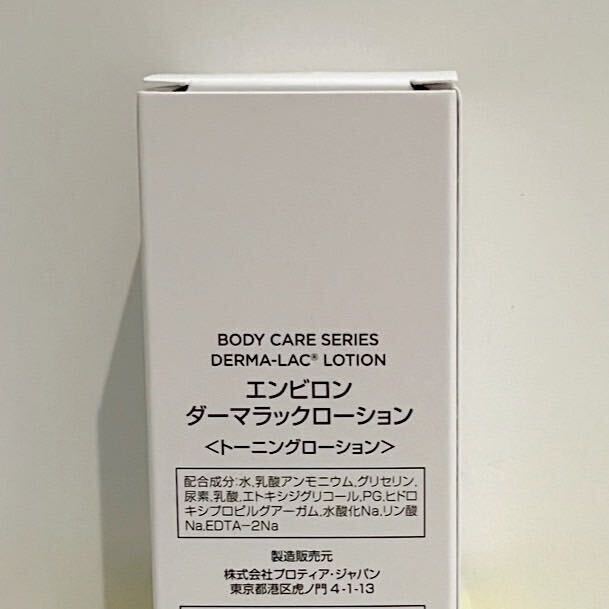 BODY CARE SERIES
DERMA-LAC® LOTION
エンビロン
ダーマラックローション
<トーニングローション>
配合成分:水,乳酸アンモニウム,グリセリン,
尿素,乳酸,エトキシジグリコール,PG,ヒドロ
キシプロピルグアーガム,水酸化Na,リン酸
Na,EDTA-2Na
製造販売元
株式会社プロティア・ジャパン
東京都港区虎ノ門4-1-13